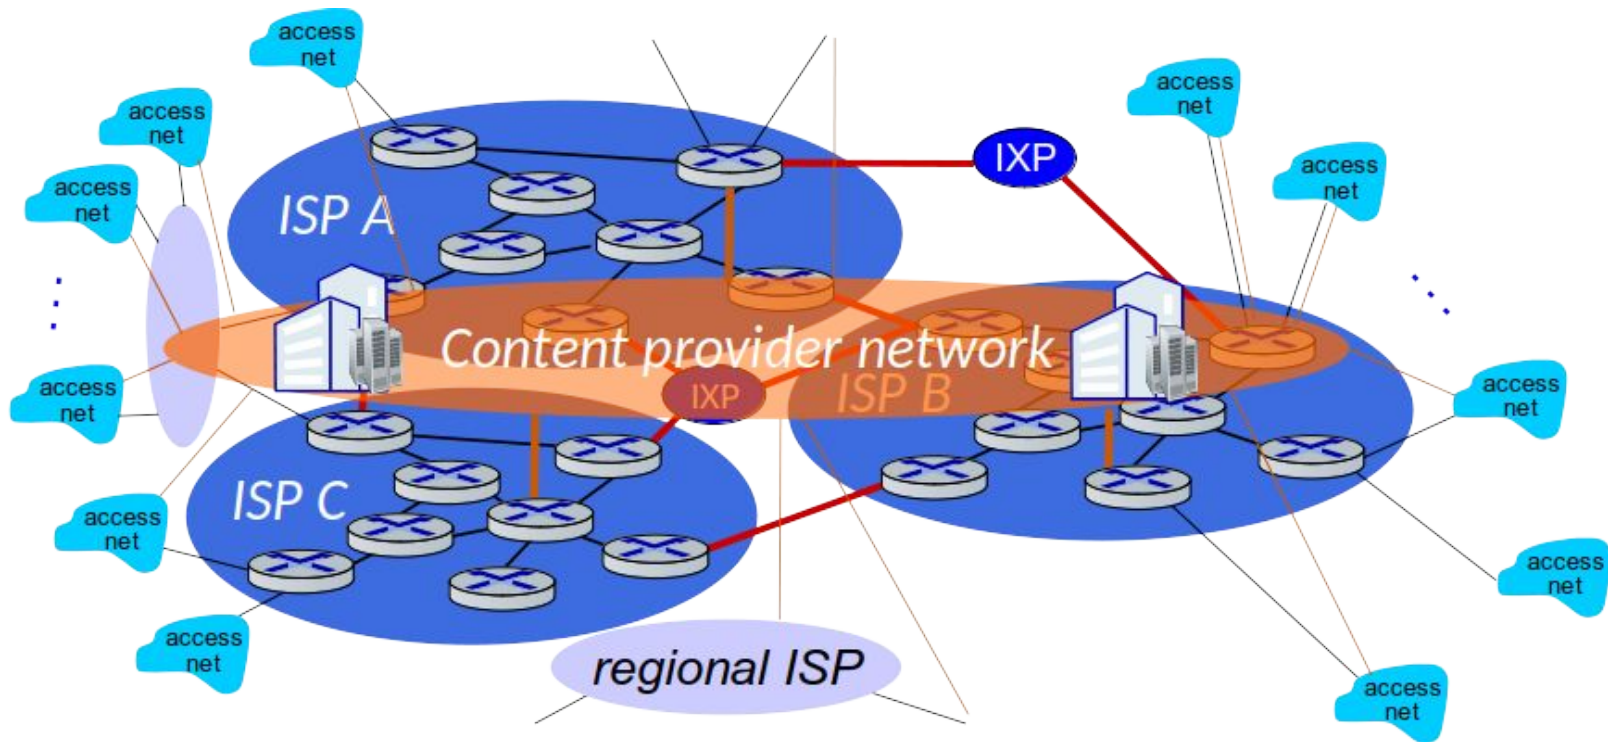 access
net
access
net
access
net
access
net
access
net
IXP
ISP A
Content provider network
IXP
ISP B
access
net
access
net
ISP C
access
net
access
net
access
net
regional ISP
access
net